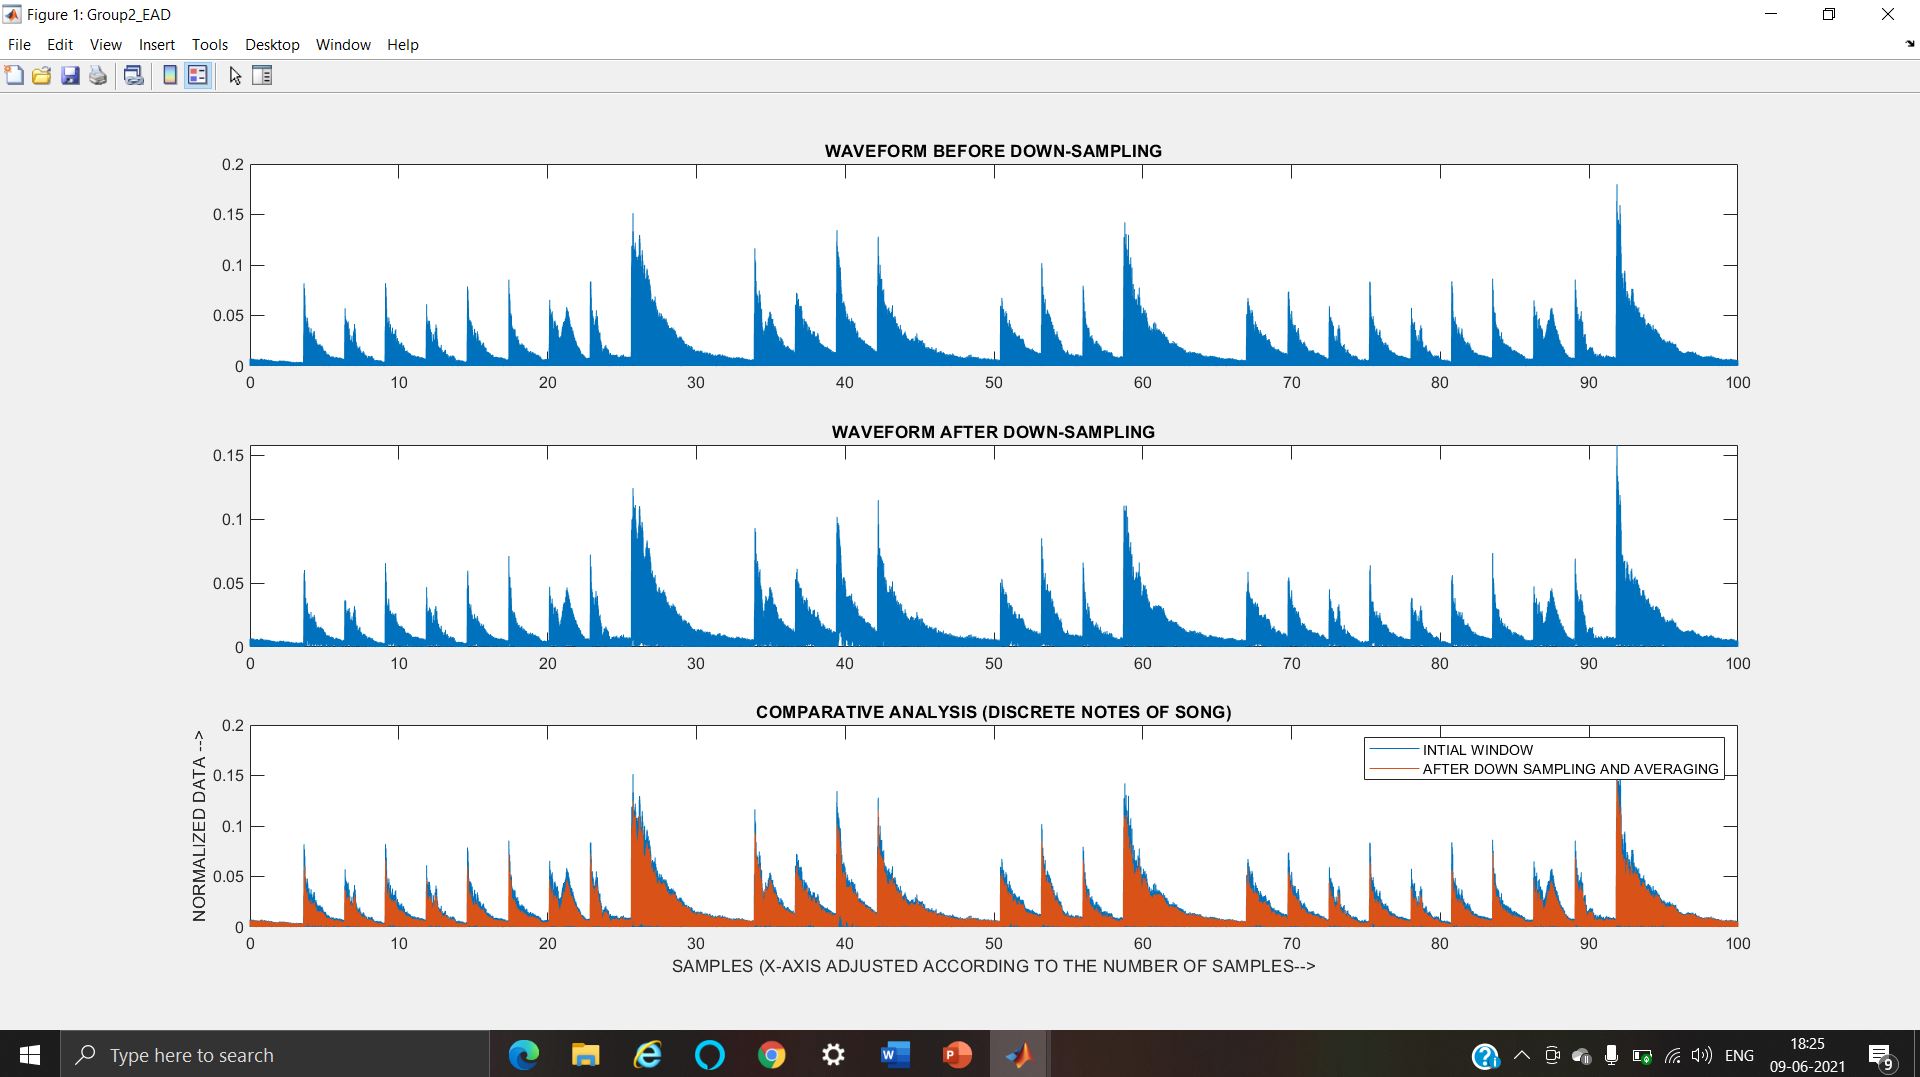 Figure 1: Group2_EAD
File Edit View Insert Tools Desktop Window Help
WAVEFORM BEFORE DOWN-SAMPLING
0.2
0.15
0.1
0.05
0
0 10 20 30 40 50 60 70 80 90 100
WAVEFORM AFTER DOWN-SAMPLING
0.15
0.1
0.05
0
0 10 20 30 40 50 60 70 80 90 100
COMPARATIVE ANALYSIS (DISCRETE NOTES OF SONG)
NORMALIZED DATA -->
0.2
0.15
0.1
0.05
0
INTIAL WINDOW
AFTER DOWN SAMPLING AND AVERAGING
0 10 20 30 40 50 60 70 80 90 100
SAMPLES (X-AXIS ADJUSTED ACCORDING TO THE NUMBER OF SAMPLES-->
Type here to search
ENG
18:25
09-06-2021
9